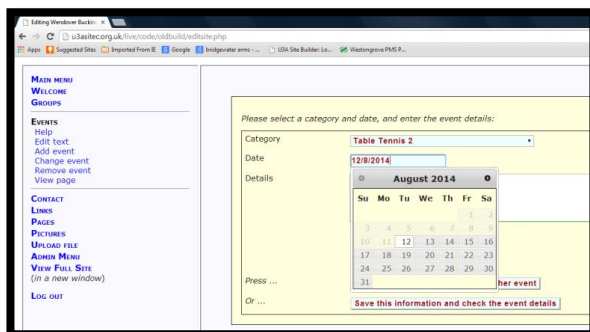 Editing Wendover Bucking
u3asitec.org.uk/live/code/oldbuild/editsite.php
Apps Suggested Sites Imported From IE Google bridgewater arms - ... U3A Site Builder: Lo... Westongrove PMS P...
MAIN MENU
WELCOME
GROUPS
EVENTS
Help
Edit text
Add event
Change event
Remove event
View page
CONTACT
LINKS
PAGES
PICTURES
UPLOAD FILE
ADMIN MENU
VIEW FULL SITE
(in a new window)
LOG OUT
Please select a category and date, and enter the event details:
Category Table Tennis 2
Date 12/8/2014
Details
August 2014
Su Mo Tu We Th Fr Sa
1 2
3 4 5 6 7 8 9
10 11 12 13 14 15 16
17 18 19 20 21 22 23
24 25 26 27 28 29 30
31
Press ... her event
Or ... Save this information and check the event details